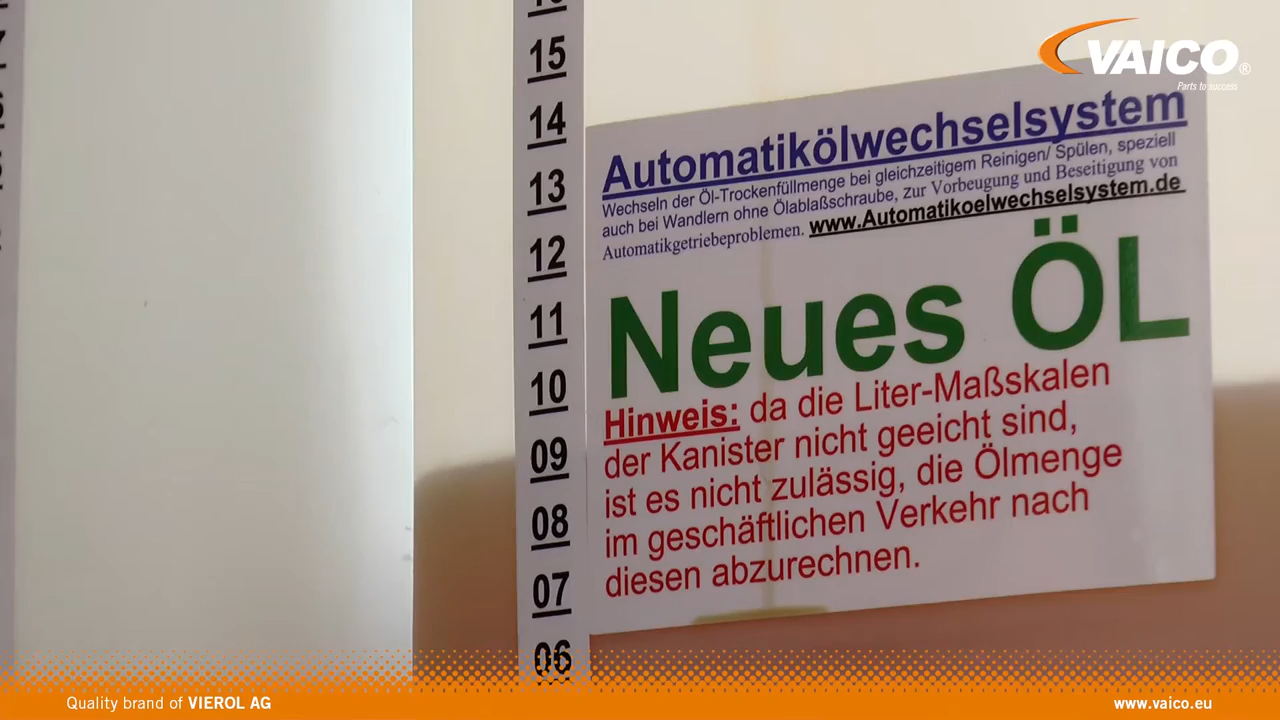 VAICO®
Parts to success
15
14
13
12
11
10
09
08
07
06
Automatikölwechselsystem
Wechseln der Öl-Trockenfüllmenge bei gleichzeitigem Reinigen/ Spülen, speziell
auch bei Wandlern ohne Ölablaßschraube, zur Vorbeugung und Beseitigung von
Automatikgetriebeproblemen. www.Automatikoelwechselsystem.de
Neues ÖL
Hinweis: da die Liter-Maßskalen
der Kanister nicht geeicht sind,
ist es nicht zulässig, die Ölmenge
im geschäftlichen Verkehr nach
diesen abzurechnen.
Quality brand of VIEROL AG
www.vaico.eu